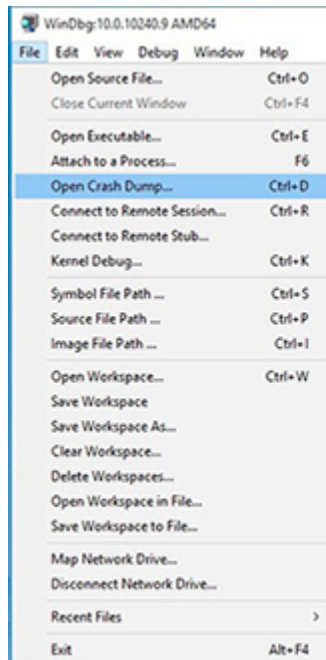 WinDbg:10.0.10240.9 AMD64
File Edit View Debug Window Help
Open Source File... Ctrl+O
Close Current Window Ctrl+F4
Open Executable... Ctrl+E
Attach to a Process... F6
Open Crash Dump... Ctrl+D
Connect to Remote Session... Ctrl+R
Connect to Remote Stub...
Kernel Debug... Ctrl+K
Symbol File Path ... Ctrl+S
Source File Path ... Ctrl+P
Image File Path ... Ctrl+I
Open Workspace... Ctrl+W
Save Workspace
Save Workspace As...
Clear Workspace...
Delete Workspaces...
Open Workspace in File...
Save Workspace to File...
Map Network Drive...
Disconnect Network Drive...
Recent Files >
Exit Alt+F4